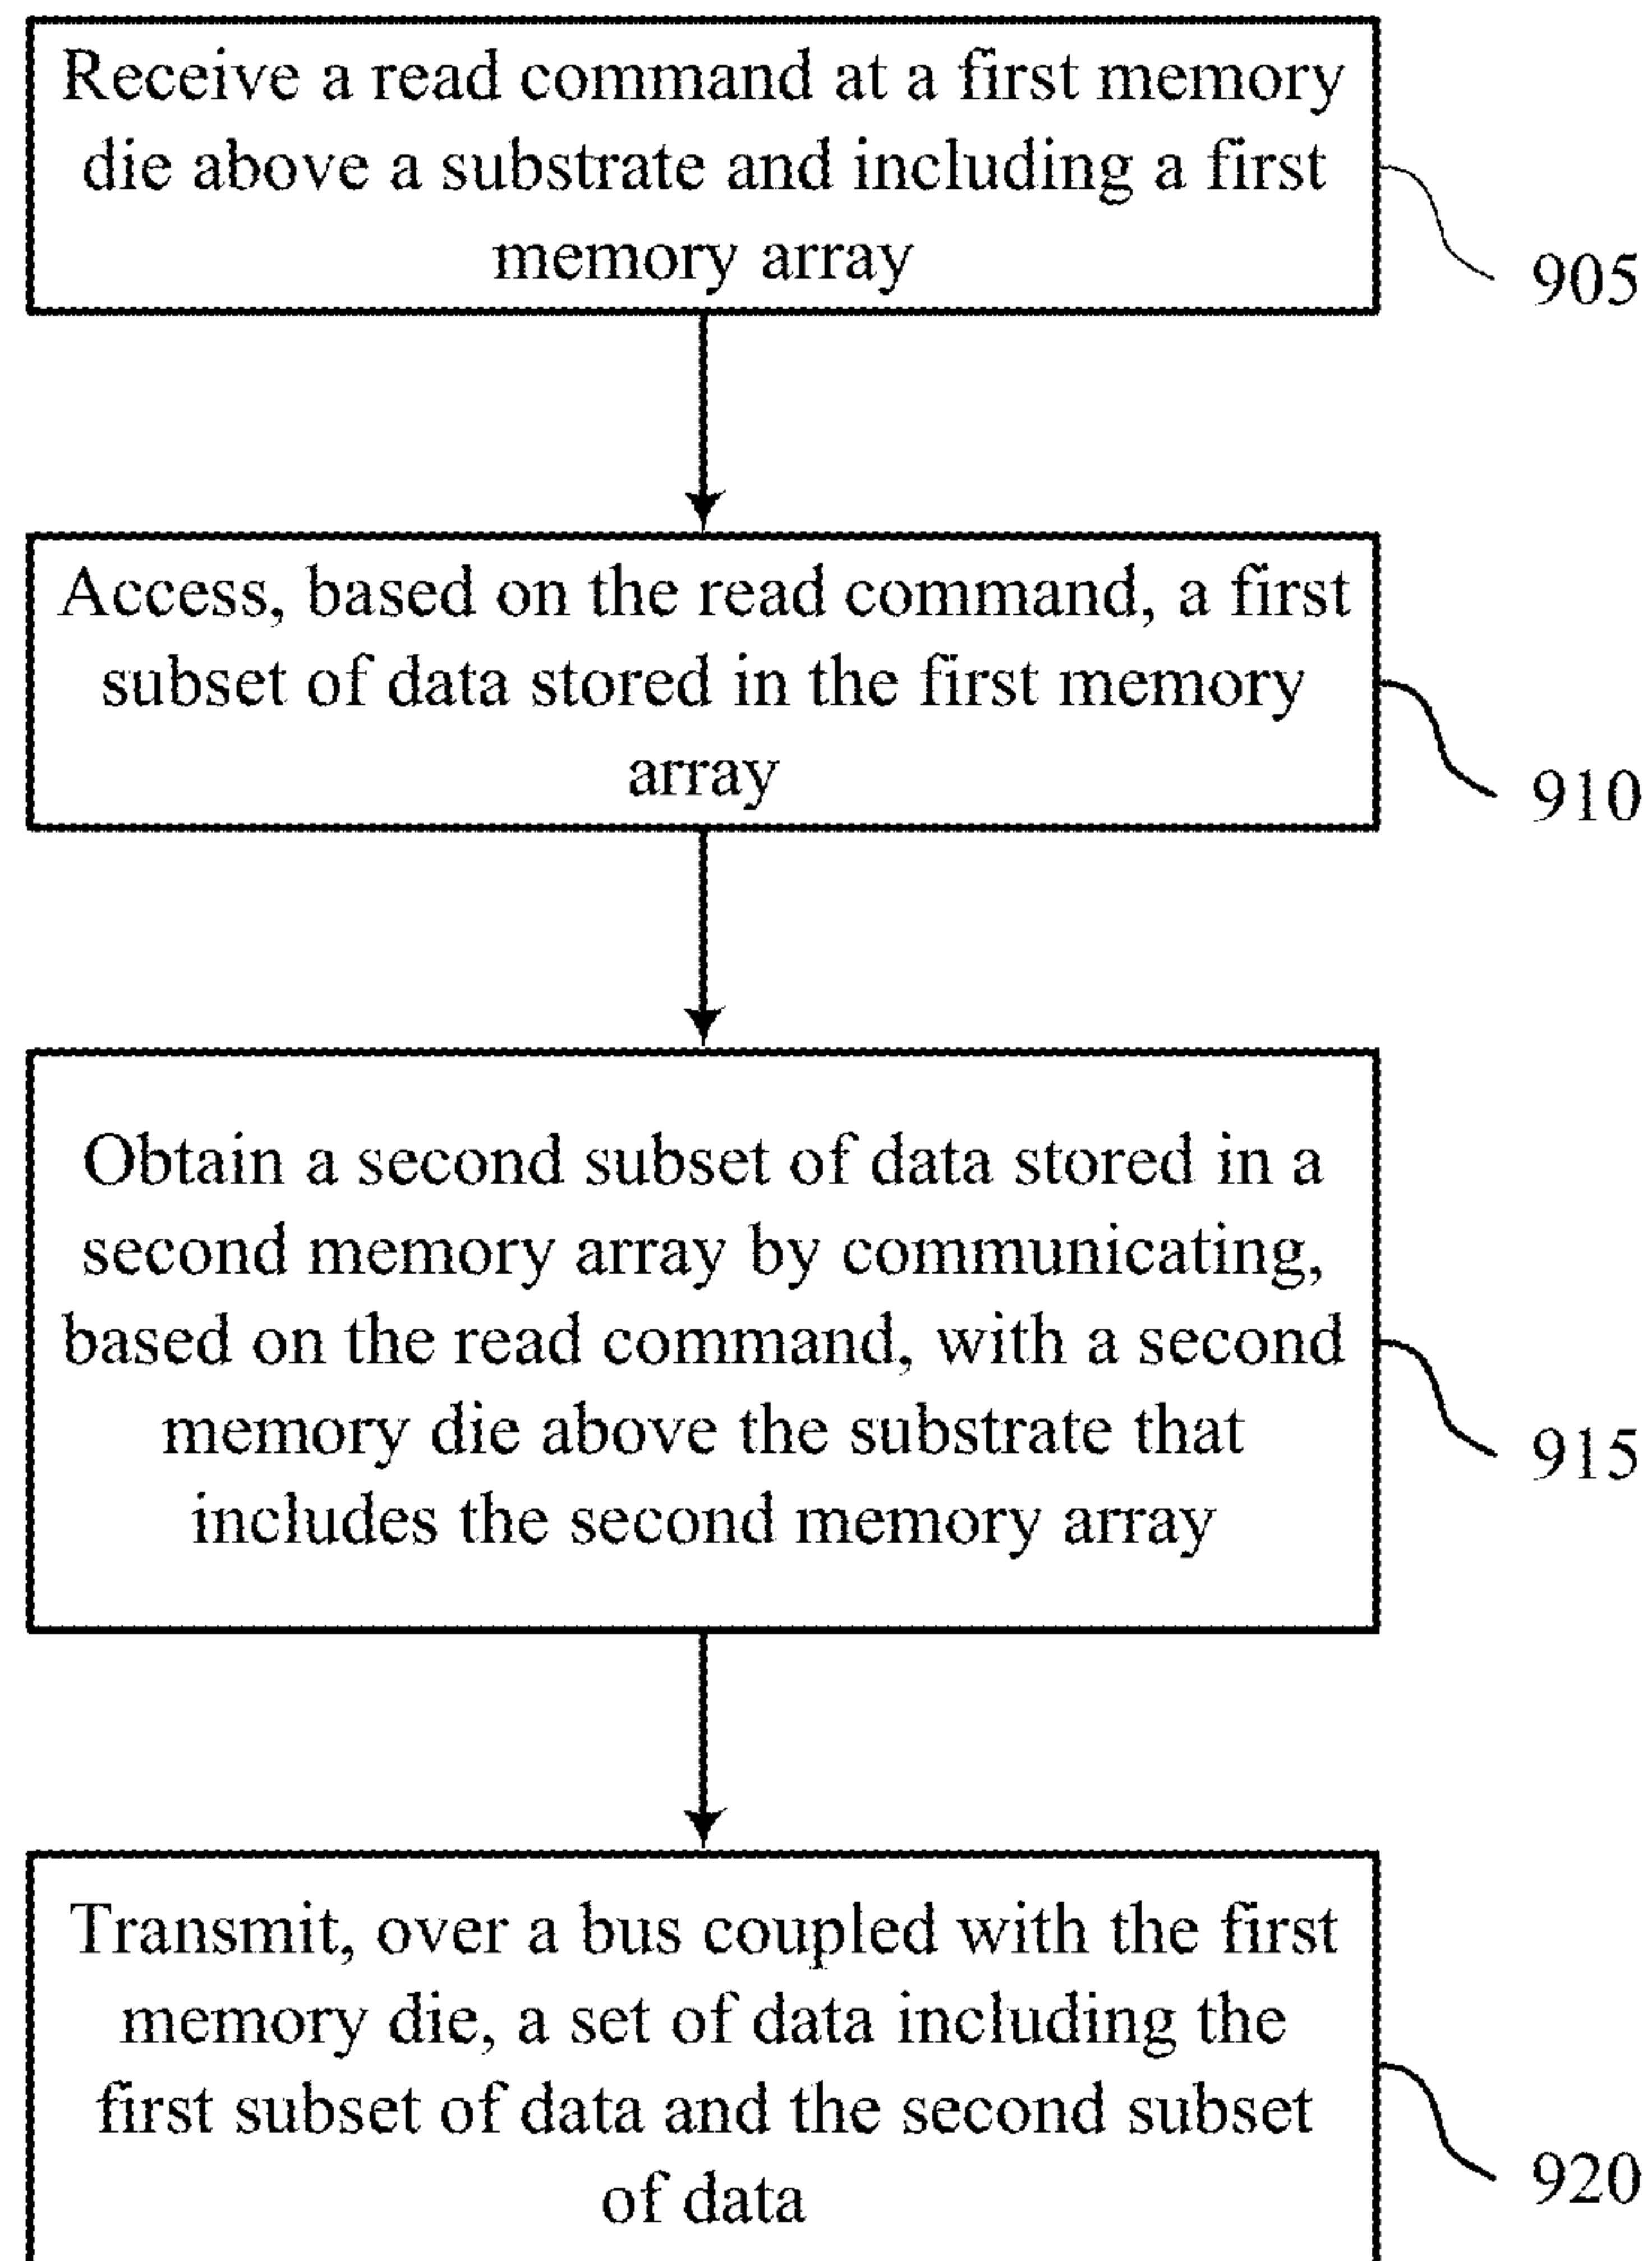 Receive a read command at a first memory
die above a substrate and including a first
memory array
905
Access, based on the read command, a first
subset of data stored in the first memory
array
910
Obtain a second subset of data stored in a
second memory array by communicating,
based on the read command, with a second
memory die above the substrate that
includes the second memory array
915
Transmit, over a bus coupled with the first
memory die, a set of data including the
first subset of data and the second subset
of data
920